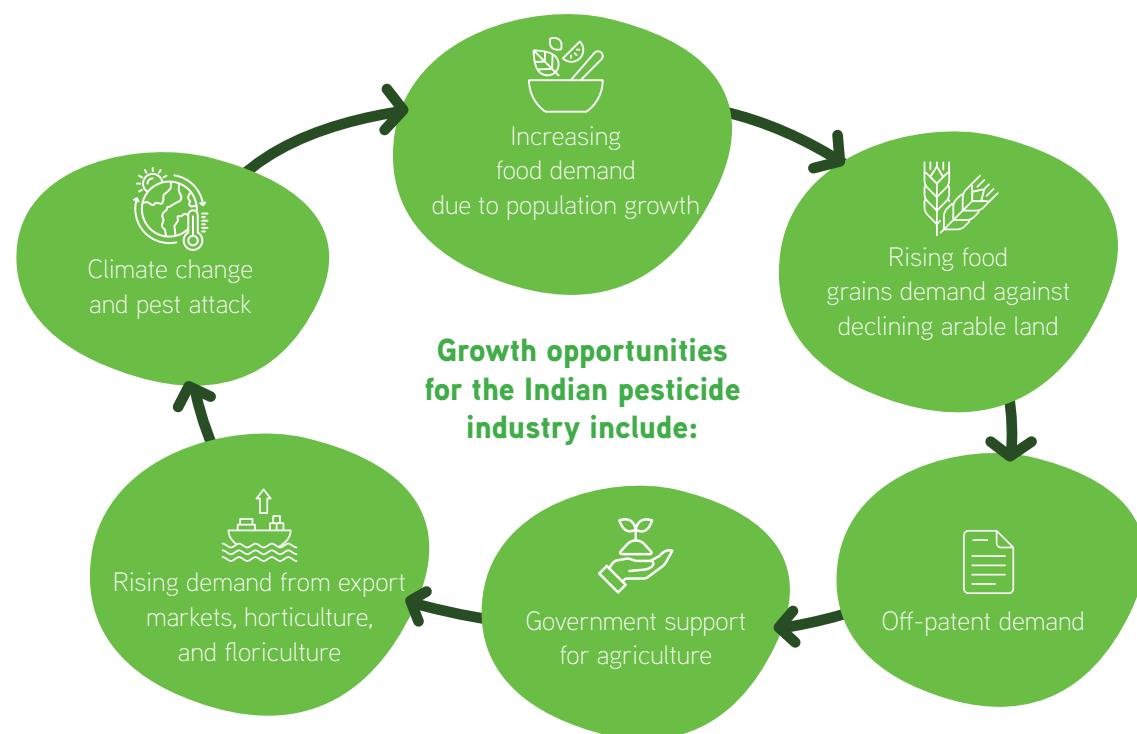 Increasing
food demand
due to population growth
Rising food
grains demand against
declining arable land
Climate change
and pest attack
Growth opportunities
for the Indian pesticide
industry include:
Off-patent demand
Government support
for agriculture
Rising demand from export
markets, horticulture,
and floriculture